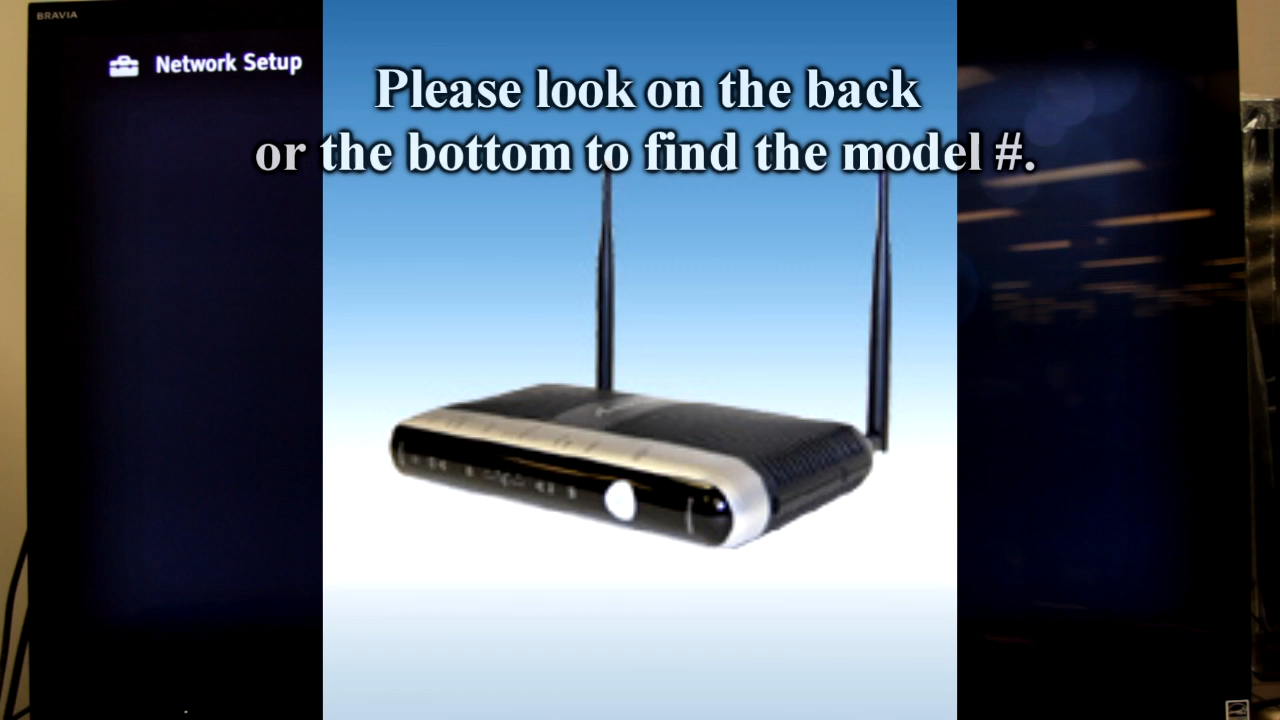 BRAVIA
Network Setup
Please look on the back
or the bottom to find the model #.